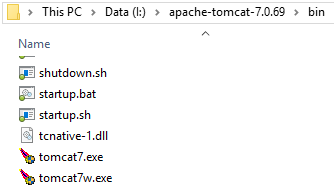 This PC > Data (I:) > apache-tomcat-7.0.69 > bin
Name
shutdown.sh
startup.bat
startup.sh
tcnative-1.dll
tomcat7.exe
tomcat7w.exe